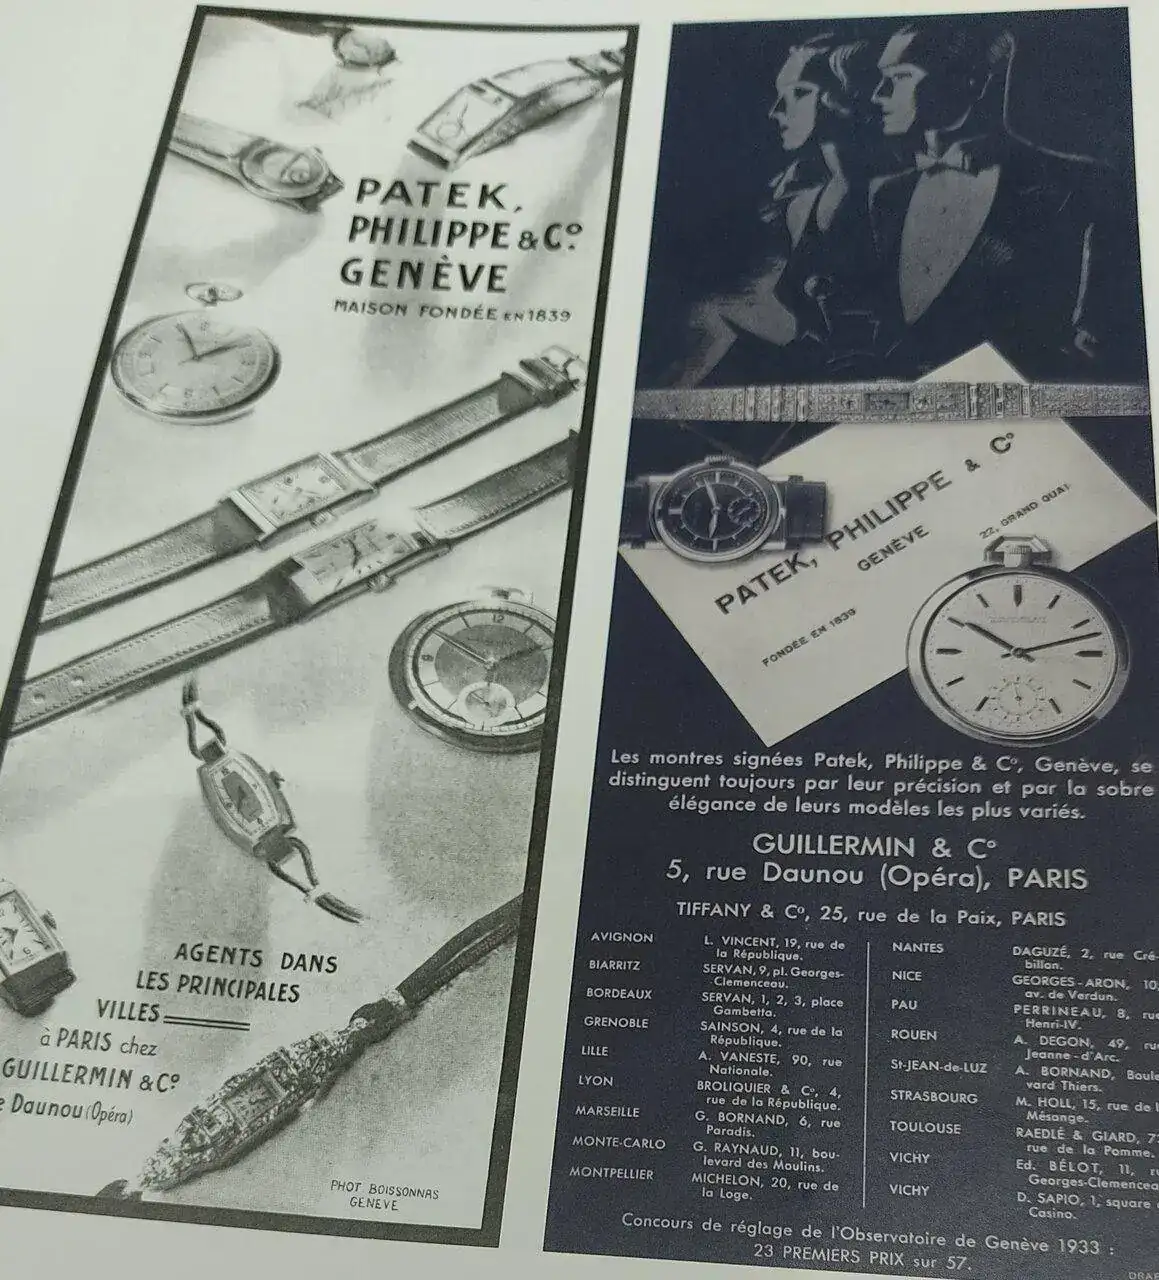 PATEK,
PHILIPPE & Cº
GENÈVE
MAISON FONDÉE EN 1839
12
AGENTS DANS
LES PRINCIPALES
VILLES
à PARIS chez
GUILLERMIN & Cº
Daunou (Opéra)
PHOT BOISSONNAS
GENÈVE
PATEK, PHILIPPE & Cº
GENÈVE
22, GRAND QUAI
FONDÉE EN 1839
Les montres signées Patek, Philippe & Cº, Genève, se
distinguent toujours par leur précision et par la sobre
élégance de leurs modèles les plus variés.
GUILLERMIN & Cº
5, rue Daunou (Opéra), PARIS
TIFFANY & Cº, 25, rue de la Paix, PARIS
AVIGNON L. VINCENT, 19, rue de
la République.
BIARRITZ SERVAN, 9, pl. Georges-
Clemenceau.
BORDEAUX SERVAN, 1, 2, 3, place
Gambetta.
GRENOBLE SAINSON, 4, rue de la
République.
LILLE A. VANESTE, 90, rue
Nationale.
LYON BROLIQUIER & Cº, 4,
rue de la République.
MARSEILLE G. BORNAND, 6, rue
Paradis.
MONTE-CARLO G. RAYNAUD, 11, bou-
levard des Moulins.
MONTPELLIER MICHELON, 20, rue de
la Loge.
NANTES DAGUZÉ, 2, rue Cré-
billon.
NICE GEORGES-ARON, 10,
av. de Verdun.
PAU PERRINEAU, 8, rue
Henri-IV.
ROUEN A. DEGON, 49, rue
Jeanne-d'Arc.
St-JEAN-de-LUZ A. BORNAND, Boule
vard Thiers.
STRASBOURG M. HOLL, 15, rue de l
Mésange.
TOULOUSE RAEDLÉ & GIARD, 7
rue de la Pomme.
VICHY Ed. BÉLOT, 11, r
Georges-Clemencea
VICHY D. SAPIO, 1, square
Casino.
Concours de réglage de l'Observatoire de Genève 1933 :
23 PREMIERS PRIX sur 57.